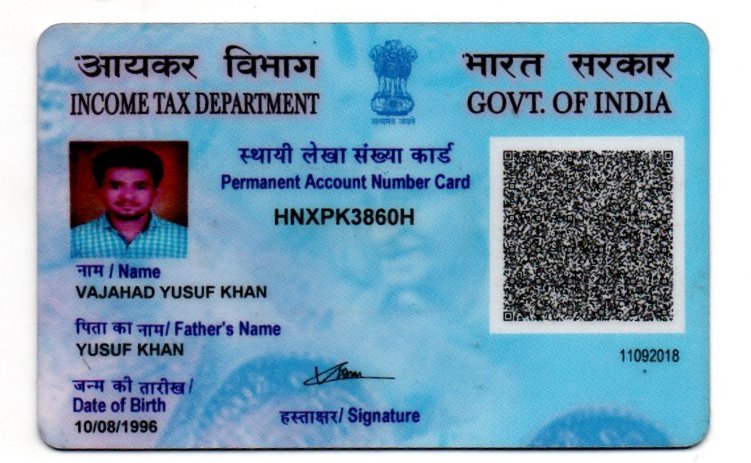 आयकर विभाग
INCOME TAX DEPARTMENT
भारत सरकार
GOVT. OF INDIA
सत्यमेव जयते
स्थायी लेखा संख्या कार्ड
Permanent Account Number Card
HNXPK3860H
नाम / Name
VAJAHAD YUSUF KHAN
पिता का नाम/ Father's Name
YUSUF KHAN
11092018
जन्म की तारीख/
Date of Birth
10/08/1996
हस्ताक्षर/ Signature